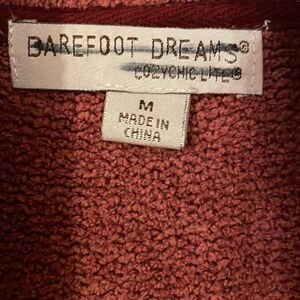 BAREFOOT DREAMS®
COZYCHIC LITE®
M
MADE IN
CHINA